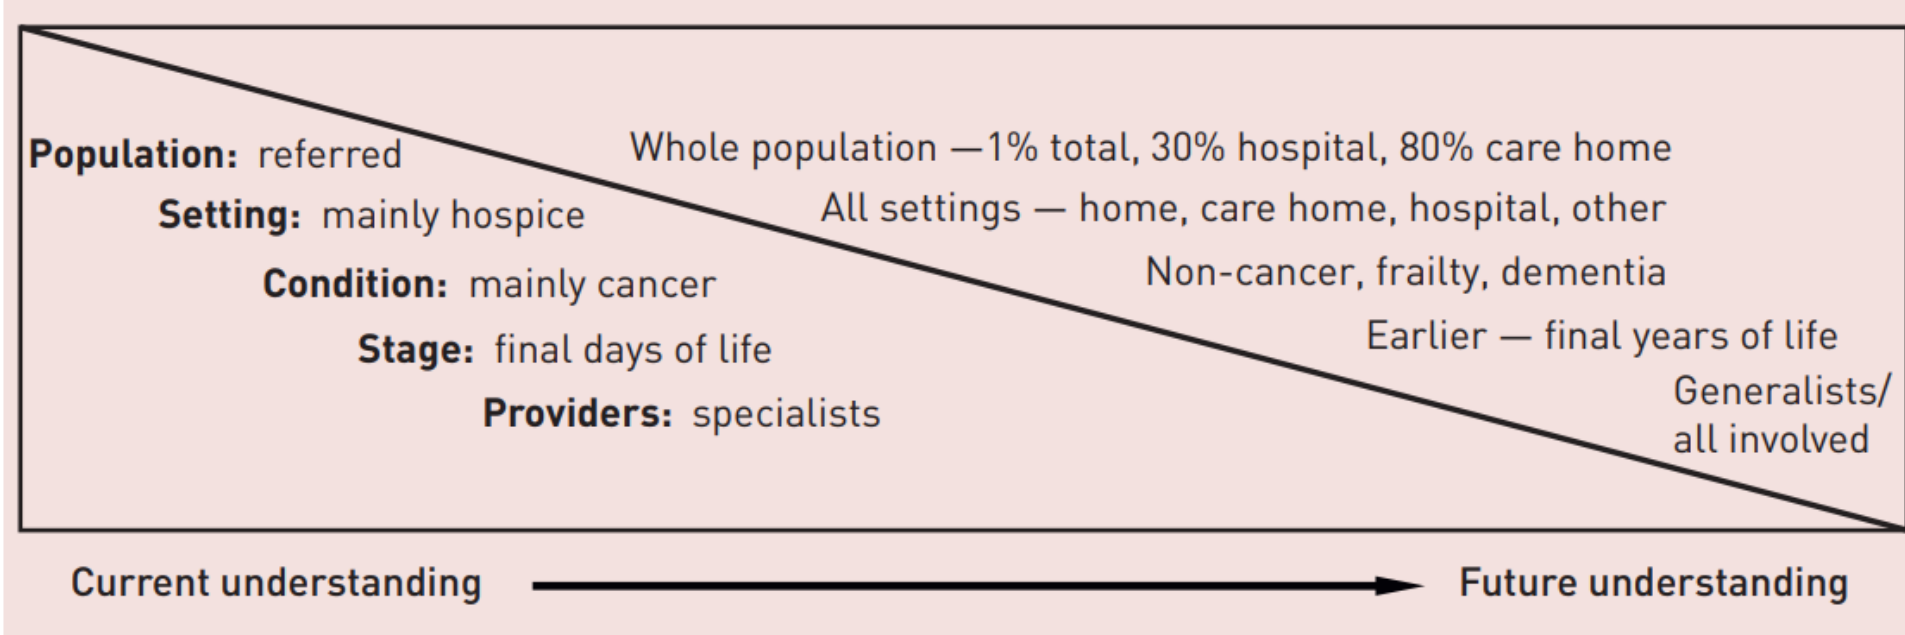 Population: referred
Whole population —1% total, 30% hospital, 80% care home
Setting: mainly hospice
All settings — home, care home, hospital, other
Condition: mainly cancer
Non-cancer, frailty, dementia
Stage: final days of life
Earlier — final years of life
Providers: specialists
Generalists/
all involved
Current understanding
Future understanding